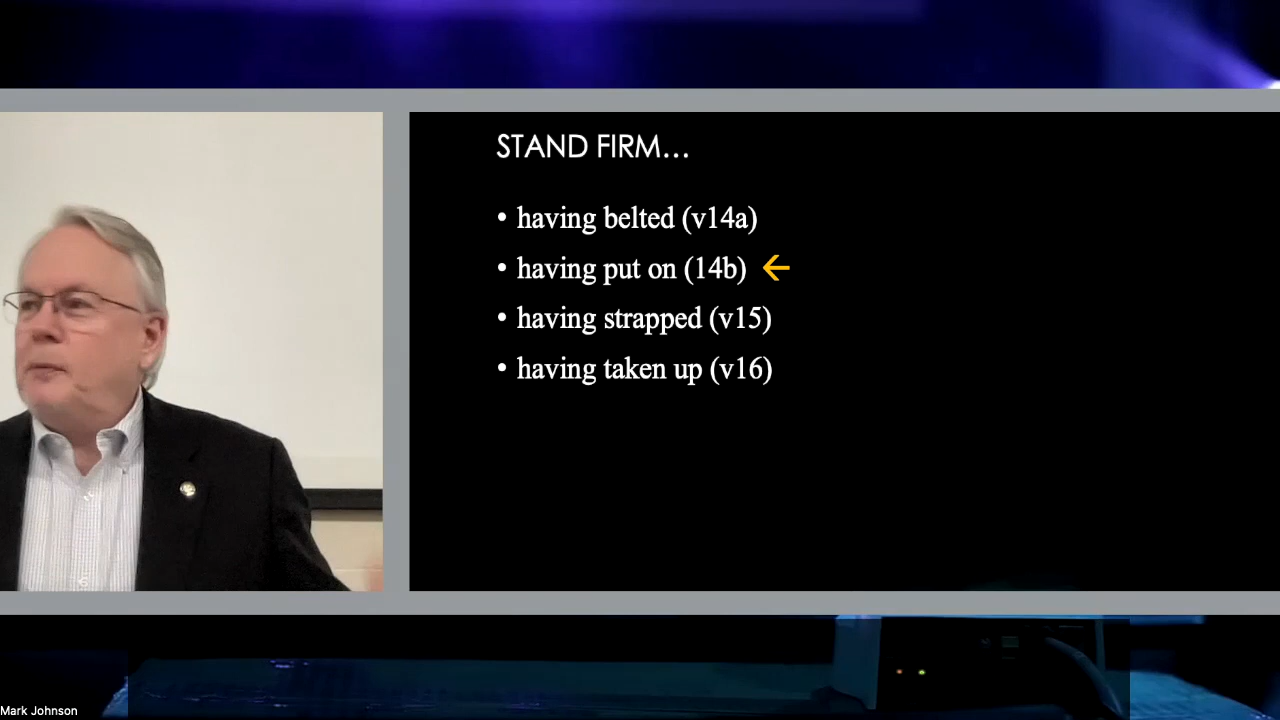 STAND FIRM...
• having belted (v14a)
• having put on (14b) ←
• having strapped (v15)
• having taken up (v16)
Mark Johnson